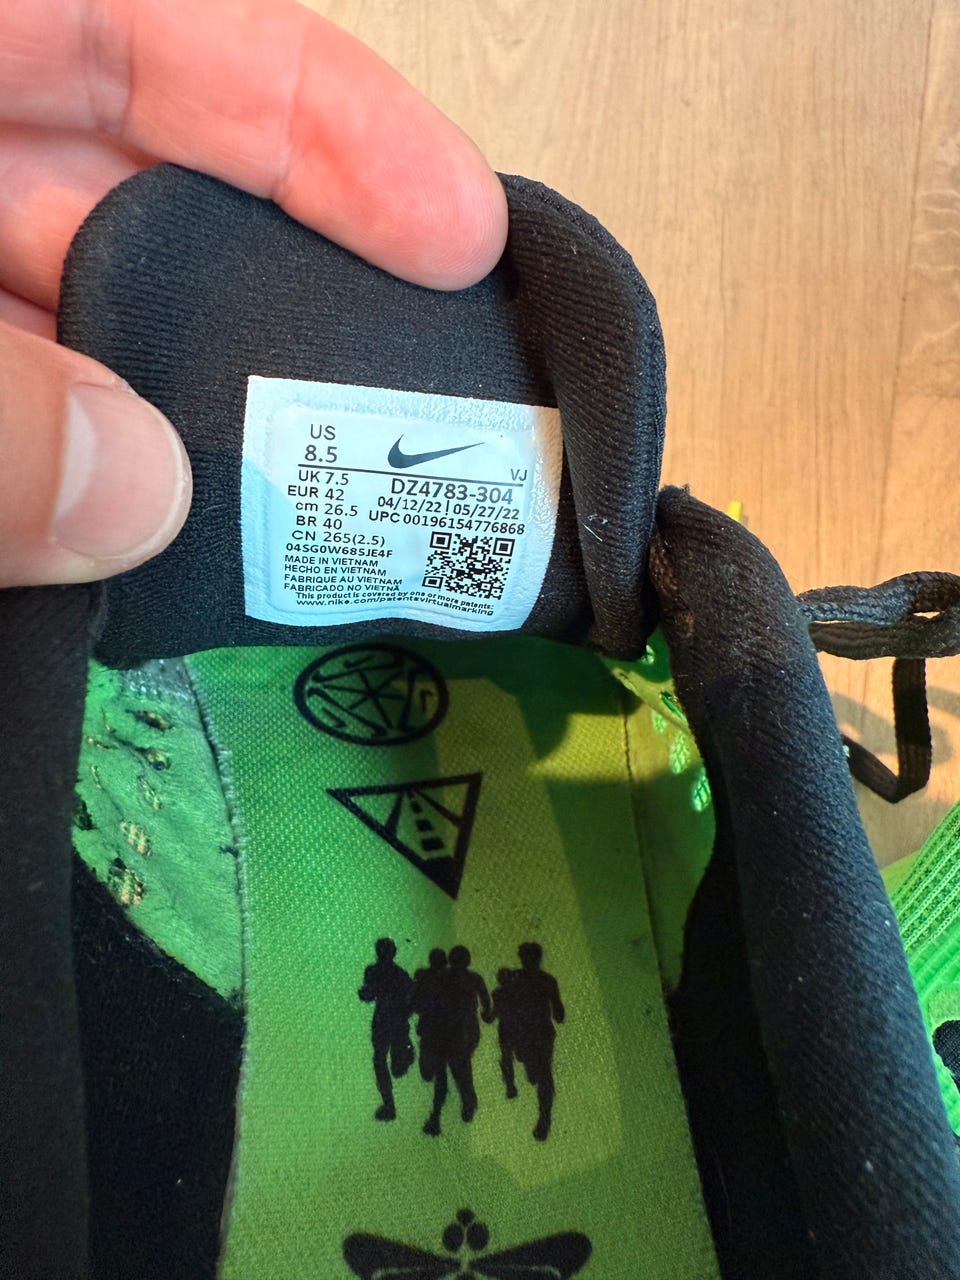 US
8.5
VJ
UK 7.5
DZ4783-304
EUR 42
04/12/22 | 05/27/22
cm 26.5
UPC 00196154776868
BR 40
CN 265(2.5)
04SG0W68SJE4F
MADE IN VIETNAM
HECHO EN VIETNAM
FABRIQUE AU VIETNAM
FABRICADO NO VIETNÃ
This product is covered by one or more patents:
www.nike.com/patentsvirtualmarking